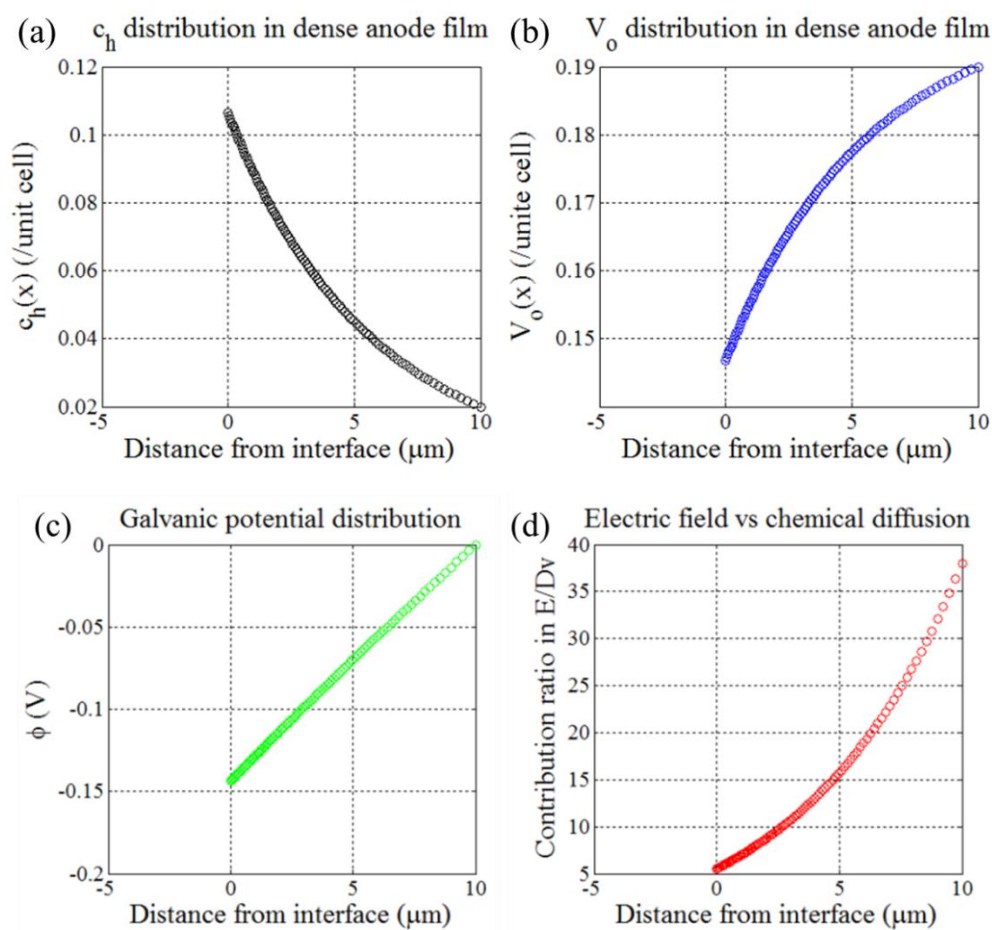 (a) c_h distribution in dense anode film
0.12
0.1
0.08
0.06
0.04
0.02
c_h(x) (/unit cell)
-5 0 5 10
Distance from interface (μm)
(b) V_o distribution in dense anode film
0.19
0.18
0.17
0.16
0.15
V_o(x) (/unite cell)
-5 0 5 10
Distance from interface (μm)
(c) Galvanic potential distribution
0
-0.05
-0.1
-0.15
-0.2
ϕ (V)
-5 0 5 10
Distance from interface (μm)
(d) Electric field vs chemical diffusion
40
35
30
25
20
15
10
5
Contribution ratio in E/Dv
-5 0 5 10
Distance from interface (μm)